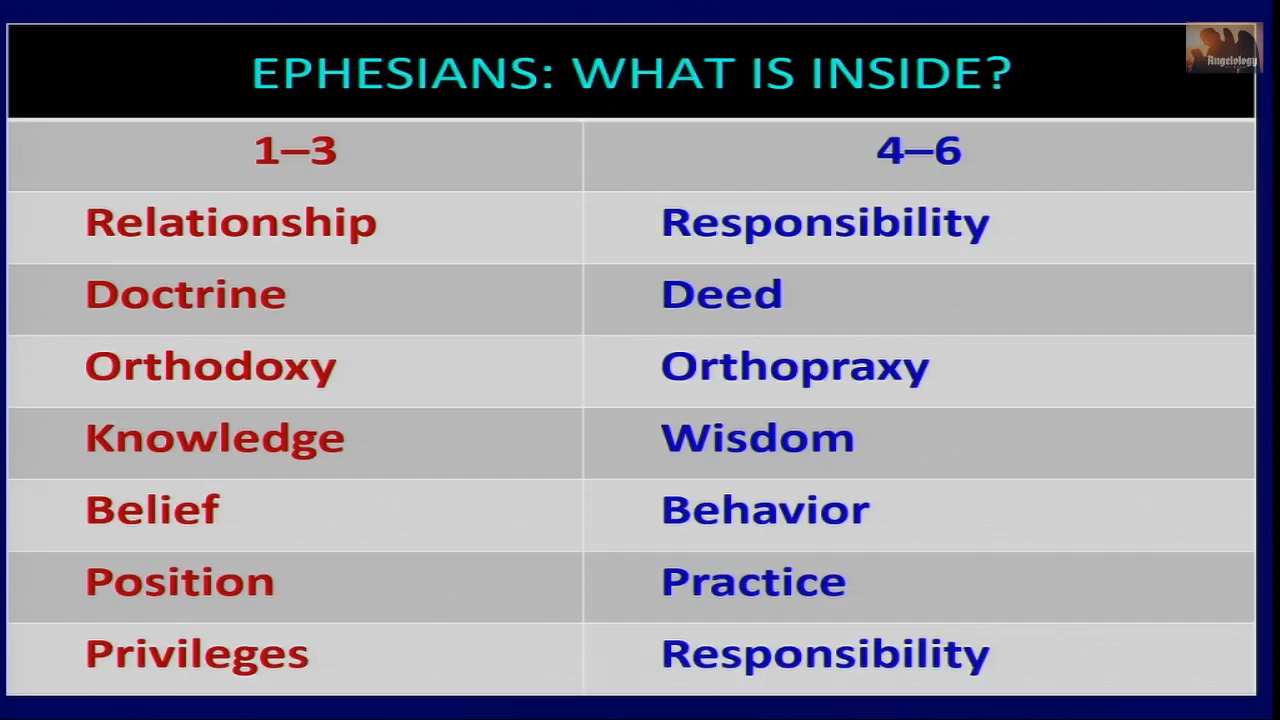 EPHESIANS: WHAT IS INSIDE?
Angelology
1–3 4–6
Relationship Responsibility
Doctrine Deed
Orthodoxy Orthopraxy
Knowledge Wisdom
Belief Behavior
Position Practice
Privileges Responsibility